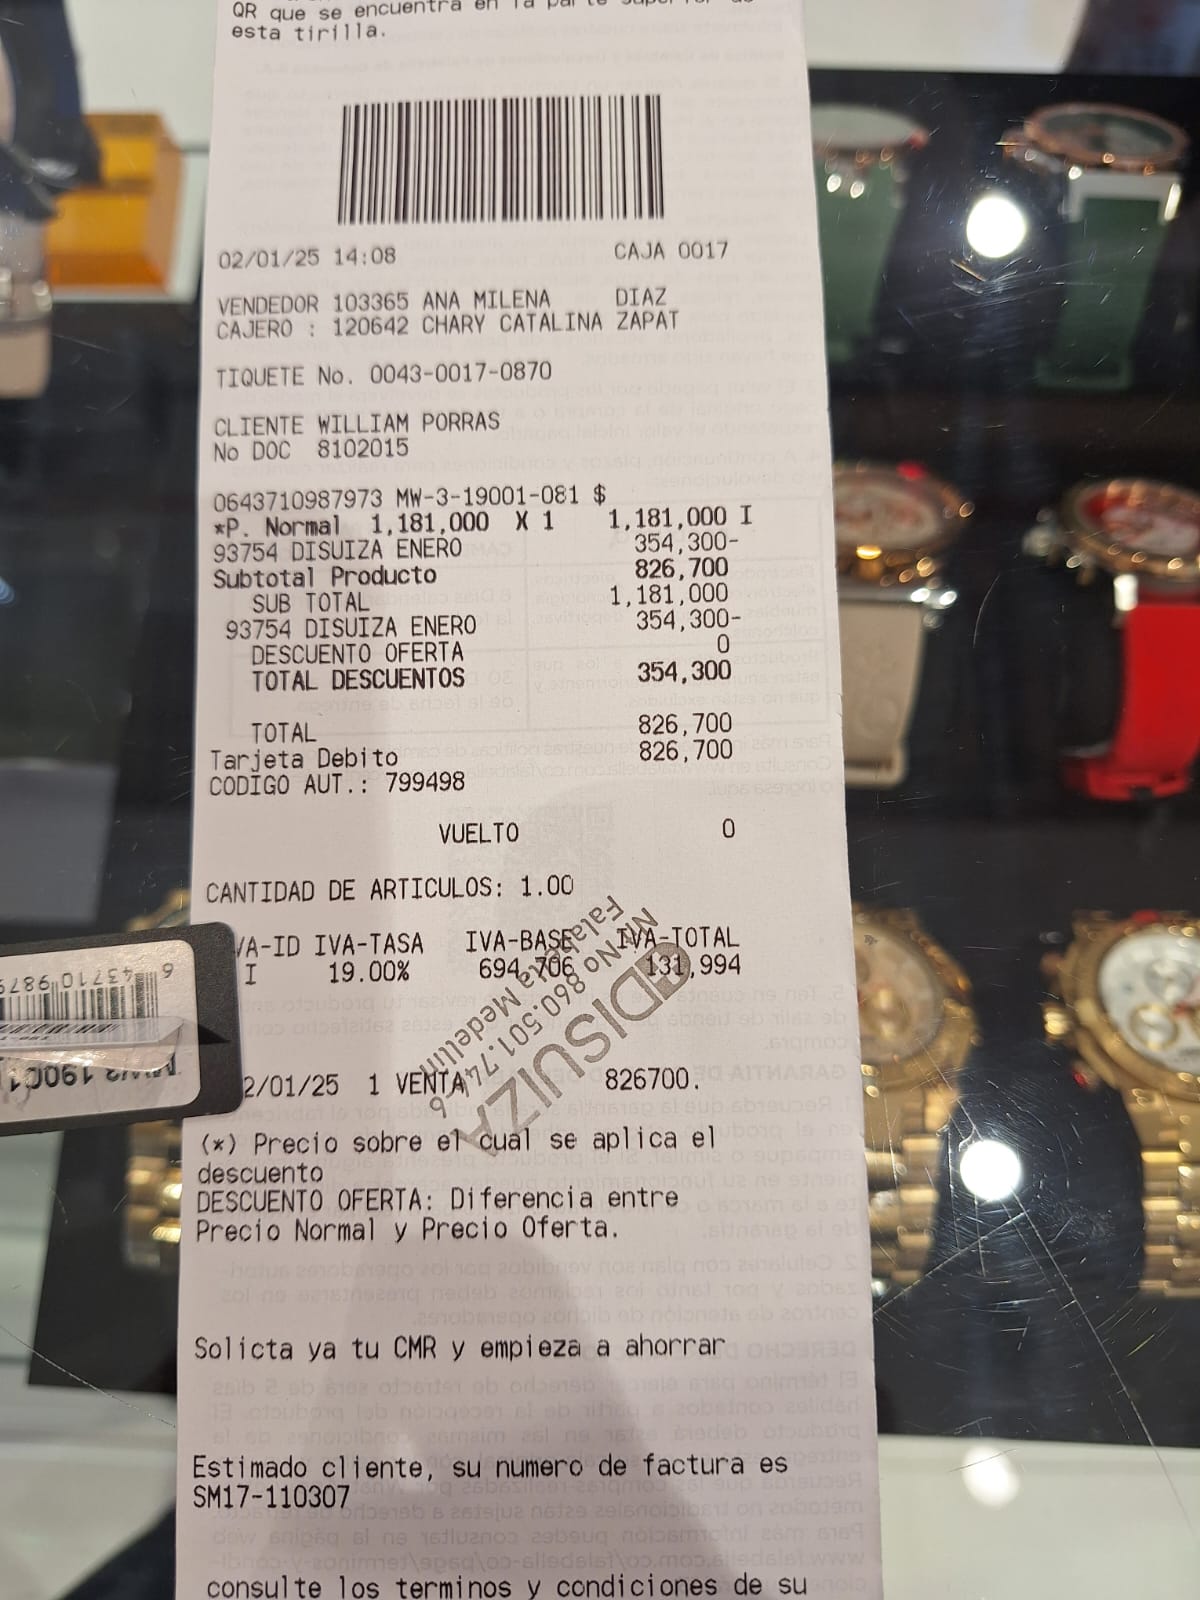 QR que se encuentra en la parte superior de
esta tirilla.
02/01/25 14:08 CAJA 0017
VENDEDOR 103365 ANA MILENA DIAZ
CAJERO : 120642 CHARY CATALINA ZAPAT
TIQUETE No. 0043-0017-0870
CLIENTE WILLIAM PORRAS
No DOC 8102015
0643710987973 MW-3-19001-081 $
*P. Normal 1,181,000 X 1 1,181,000 I
93754 DISUIZA ENERO 354,300-
Subtotal Producto 826,700
SUB TOTAL 1,181,000
93754 DISUIZA ENERO 354,300-
DESCUENTO OFERTA 0
TOTAL DESCUENTOS 354,300
TOTAL 826,700
Tarjeta Debito 826,700
CODIGO AUT.: 799498
VUELTO 0
CANTIDAD DE ARTICULOS: 1.00
VA-ID IVA-TASA IVA-BASE IVA-TOTAL
I 19.00% 694,706 131,994
DISUIZA
Nit No 860.501.744-6
Falabella Medellin
2/01/25 1 VENTA 826700.
(*) Precio sobre el cual se aplica el
descuento
DESCUENTO OFERTA: Diferencia entre
Precio Normal y Precio Oferta.
Solicta ya tu CMR y empieza a ahorrar
Estimado cliente, su numero de factura es
SM17-110307
consulte los terminos y condiciones de su
6 43710 9879